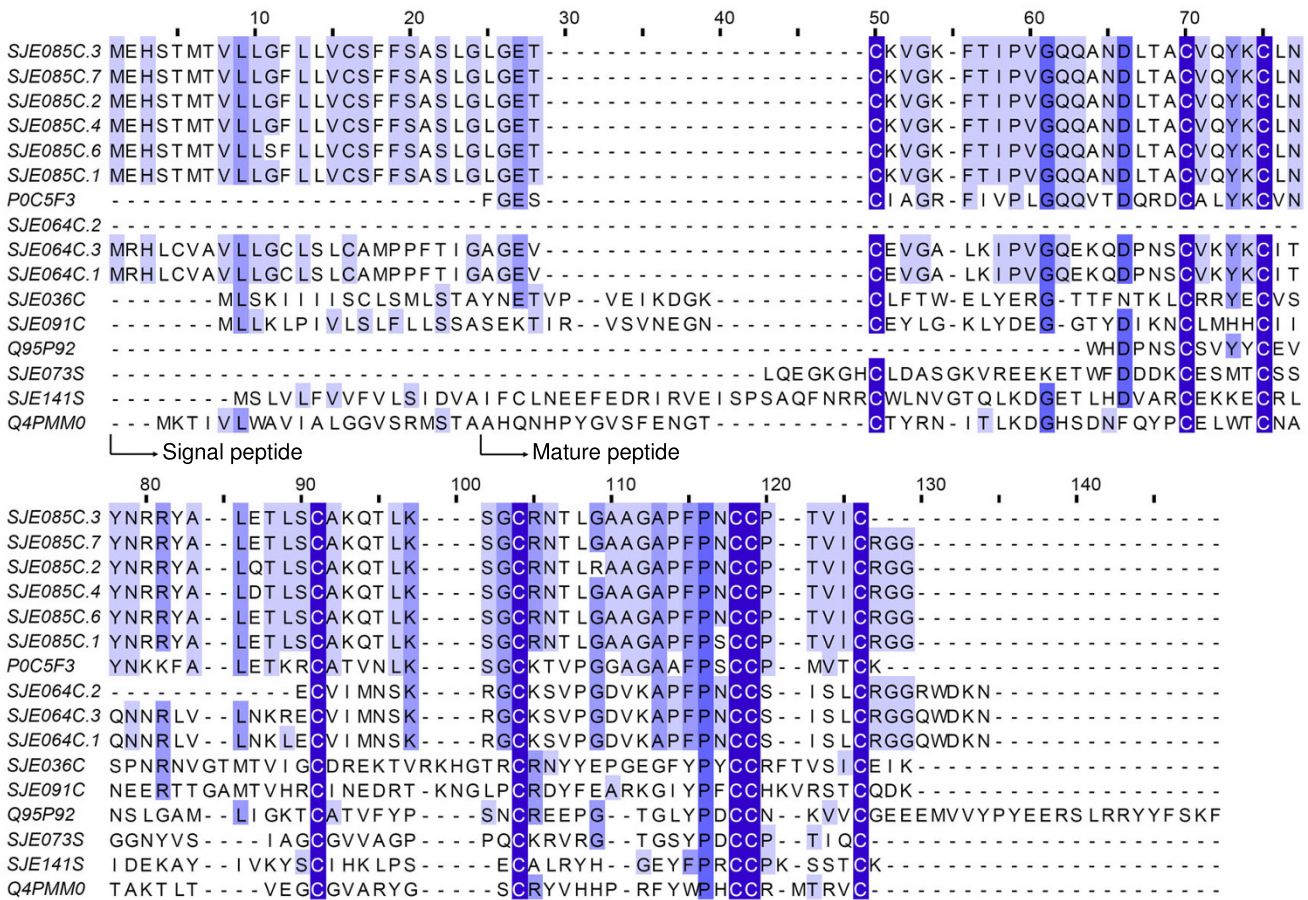 10 20 30 40 50 60 70
SJE085C.3 MEHSTMTVLLGFLLVCSFFSASLGLGET---------------------CKVGK-FTIPVGQQANDLTACVQYKCLN
SJE085C.7 MEHSTMTVLLGFLLVCSFFSASLGLGET---------------------CKVGK-FTIPVGQQANDLTACVQYKCLN
SJE085C.2 MEHSTMTVLLGFLLVCSFFSASLGLGET---------------------CKVGK-FTIPVGQQANDLTACVQYKCLN
SJE085C.4 MEHSTMTVLLGFLLVCSFFSASLGLGET---------------------CKVGK-FTIPVGQQANDLTACVQYKCLN
SJE085C.6 MEHSTMTVLLSFLLVCSFFSASLGLGET---------------------CKVGK-FTIPVGQQANDLTACVQYKCLN
SJE085C.1 MEHSTMTVLLGFLLVCSFFSASLGLGET---------------------CKVGK-FTIPVGQQANDLTACVQYKCLN
P0C5F3 ------------------------FGES---------------------CIAGR-FIVPLGQQVTDQRDCALYKCVN
SJE064C.2 -----------------------------------------------------------------------------
SJE064C.3 MRHLCVAVLLGCLSLCAMPPFTIGAGEV---------------------CEVGA-LKIPVGQEKQDPNSCVKYKCIT
SJE064C.1 MRHLCVAVLLGCLSLCAMPPFTIGAGEV---------------------CEVGA-LKIPVGQEKQDPNSCVKYKCIT
SJE036C -------MLSKIIIISCLSMLSTAYNETVP--VEIKDGK----------CLFTW-ELYERG-TTFNTKLCRRYECVS
SJE091C -------MLLKLPIVLSLFLLSSASEKTIR--VSVNEGN----------CEYLG-KLYDEG-GTYDIKNCLMHHCII
Q95P92 ---------------------------------------------------------------WHDPNSCSVYYCEV
SJE073S ------------------------------------------LQEGKGHCLDASGKVREEKETWFDDDKCESMTCSS
SJE141S --------MSLVLFVVFVLSIDVAIFCLNEEFEDRIRVEISPSAQFNRRCWLNVGTQLKDGETLHDVARCEKKECRL
Q4PMM0 ---MKTIVLWAVIALGGVSRMSTAAHQNHPYGVSFENGT----------CTYRN-ITLKDGHSDNFQYPCELWTCNA
Signal peptide Mature peptide
80 90 100 110 120 130 140
SJE085C.3 YNRRYA--LETLSCAKQTLK----SGCRNTLGAAGAPFPNCCP--TVIC-----------------------
SJE085C.7 YNRRYA--LETLSCAKQTLK----SGCRNTLGAAGAPFPNCCP--TVICRGG--------------------
SJE085C.2 YNRRYA--LQTLSCAKQTLK----SGCRNTLRAAGAPFPNCCP--TVICRGG--------------------
SJE085C.4 YNRRYA--LDTLSCAKQTLK----SGCRNTLGAAGAPFPNCCP--TVICRGG--------------------
SJE085C.6 YNRRYA--LETLSCAKQTLK----SGCRNTLGAAGAPFPNCCP--TVICRGG--------------------
SJE085C.1 YNRRYA--LETLSCAKQTLK----SGCRNTLGAAGAPFPSCCP--TVICRGG--------------------
P0C5F3 YNKKFA--LETKRCATVNLK----SGCKTVPGGAGAAFPSCCP--MVTCK----------------------
SJE064C.2 ------------ECVIMNSK----RGCKSVPGDVKAPFPNCCS--ISLCRGGRWDKN---------------
SJE064C.3 QNNRLV--LNKRECVIMNSK----RGCKSVPGDVKAPFPNCCS--ISLCRGGQWDKN---------------
SJE064C.1 QNNRLV--LNKLECVIMNSK----RGCKSVPGDVKAPFPNCCS--ISLCRGGQWDKN---------------
SJE036C SPNRNVGTMTVIGCDREKTVRKHGTRCRNYYEPGEGFYPYCCRFTVSICEIK--------------------
SJE091C NEERTTGAMTVHRCINEDRT-KNGLPCRDYFEARKGIYPFCCHKVRSTCQDK--------------------
Q95P92 NSLGAM--LIGKTCATVFYP----SNCREEPG-TGLYPDCCN--KVVCGEEEMVVYPYEERSLRRYYFSKF
SJE073S GGNYVS----IAGCGVVAGP----PQCKRVRG--TGSYPDCCP--TIQC-----------------------
SJE141S IDEKAY--IVKYSCIHKLPS-----ECALRYH--GEYFPRCCPK-SSTCK----------------------
Q4PMM0 TAKTLT----VEGCGVARYG-----SCRYVHHP-RFYWPHCCR-MTRVC-----------------------